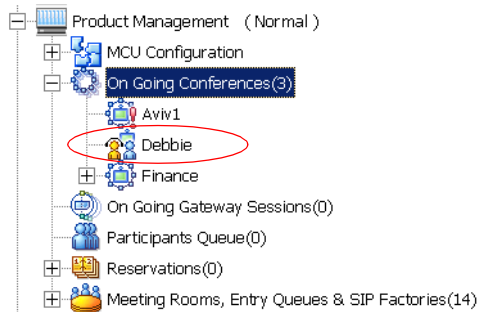 Product Management (Normal)
MCU Configuration
On Going Conferences(3)
Aviv1
Debbie
Finance
On Going Gateway Sessions(0)
Participants Queue(0)
Reservations(0)
Meeting Rooms, Entry Queues & SIP Factories(14)